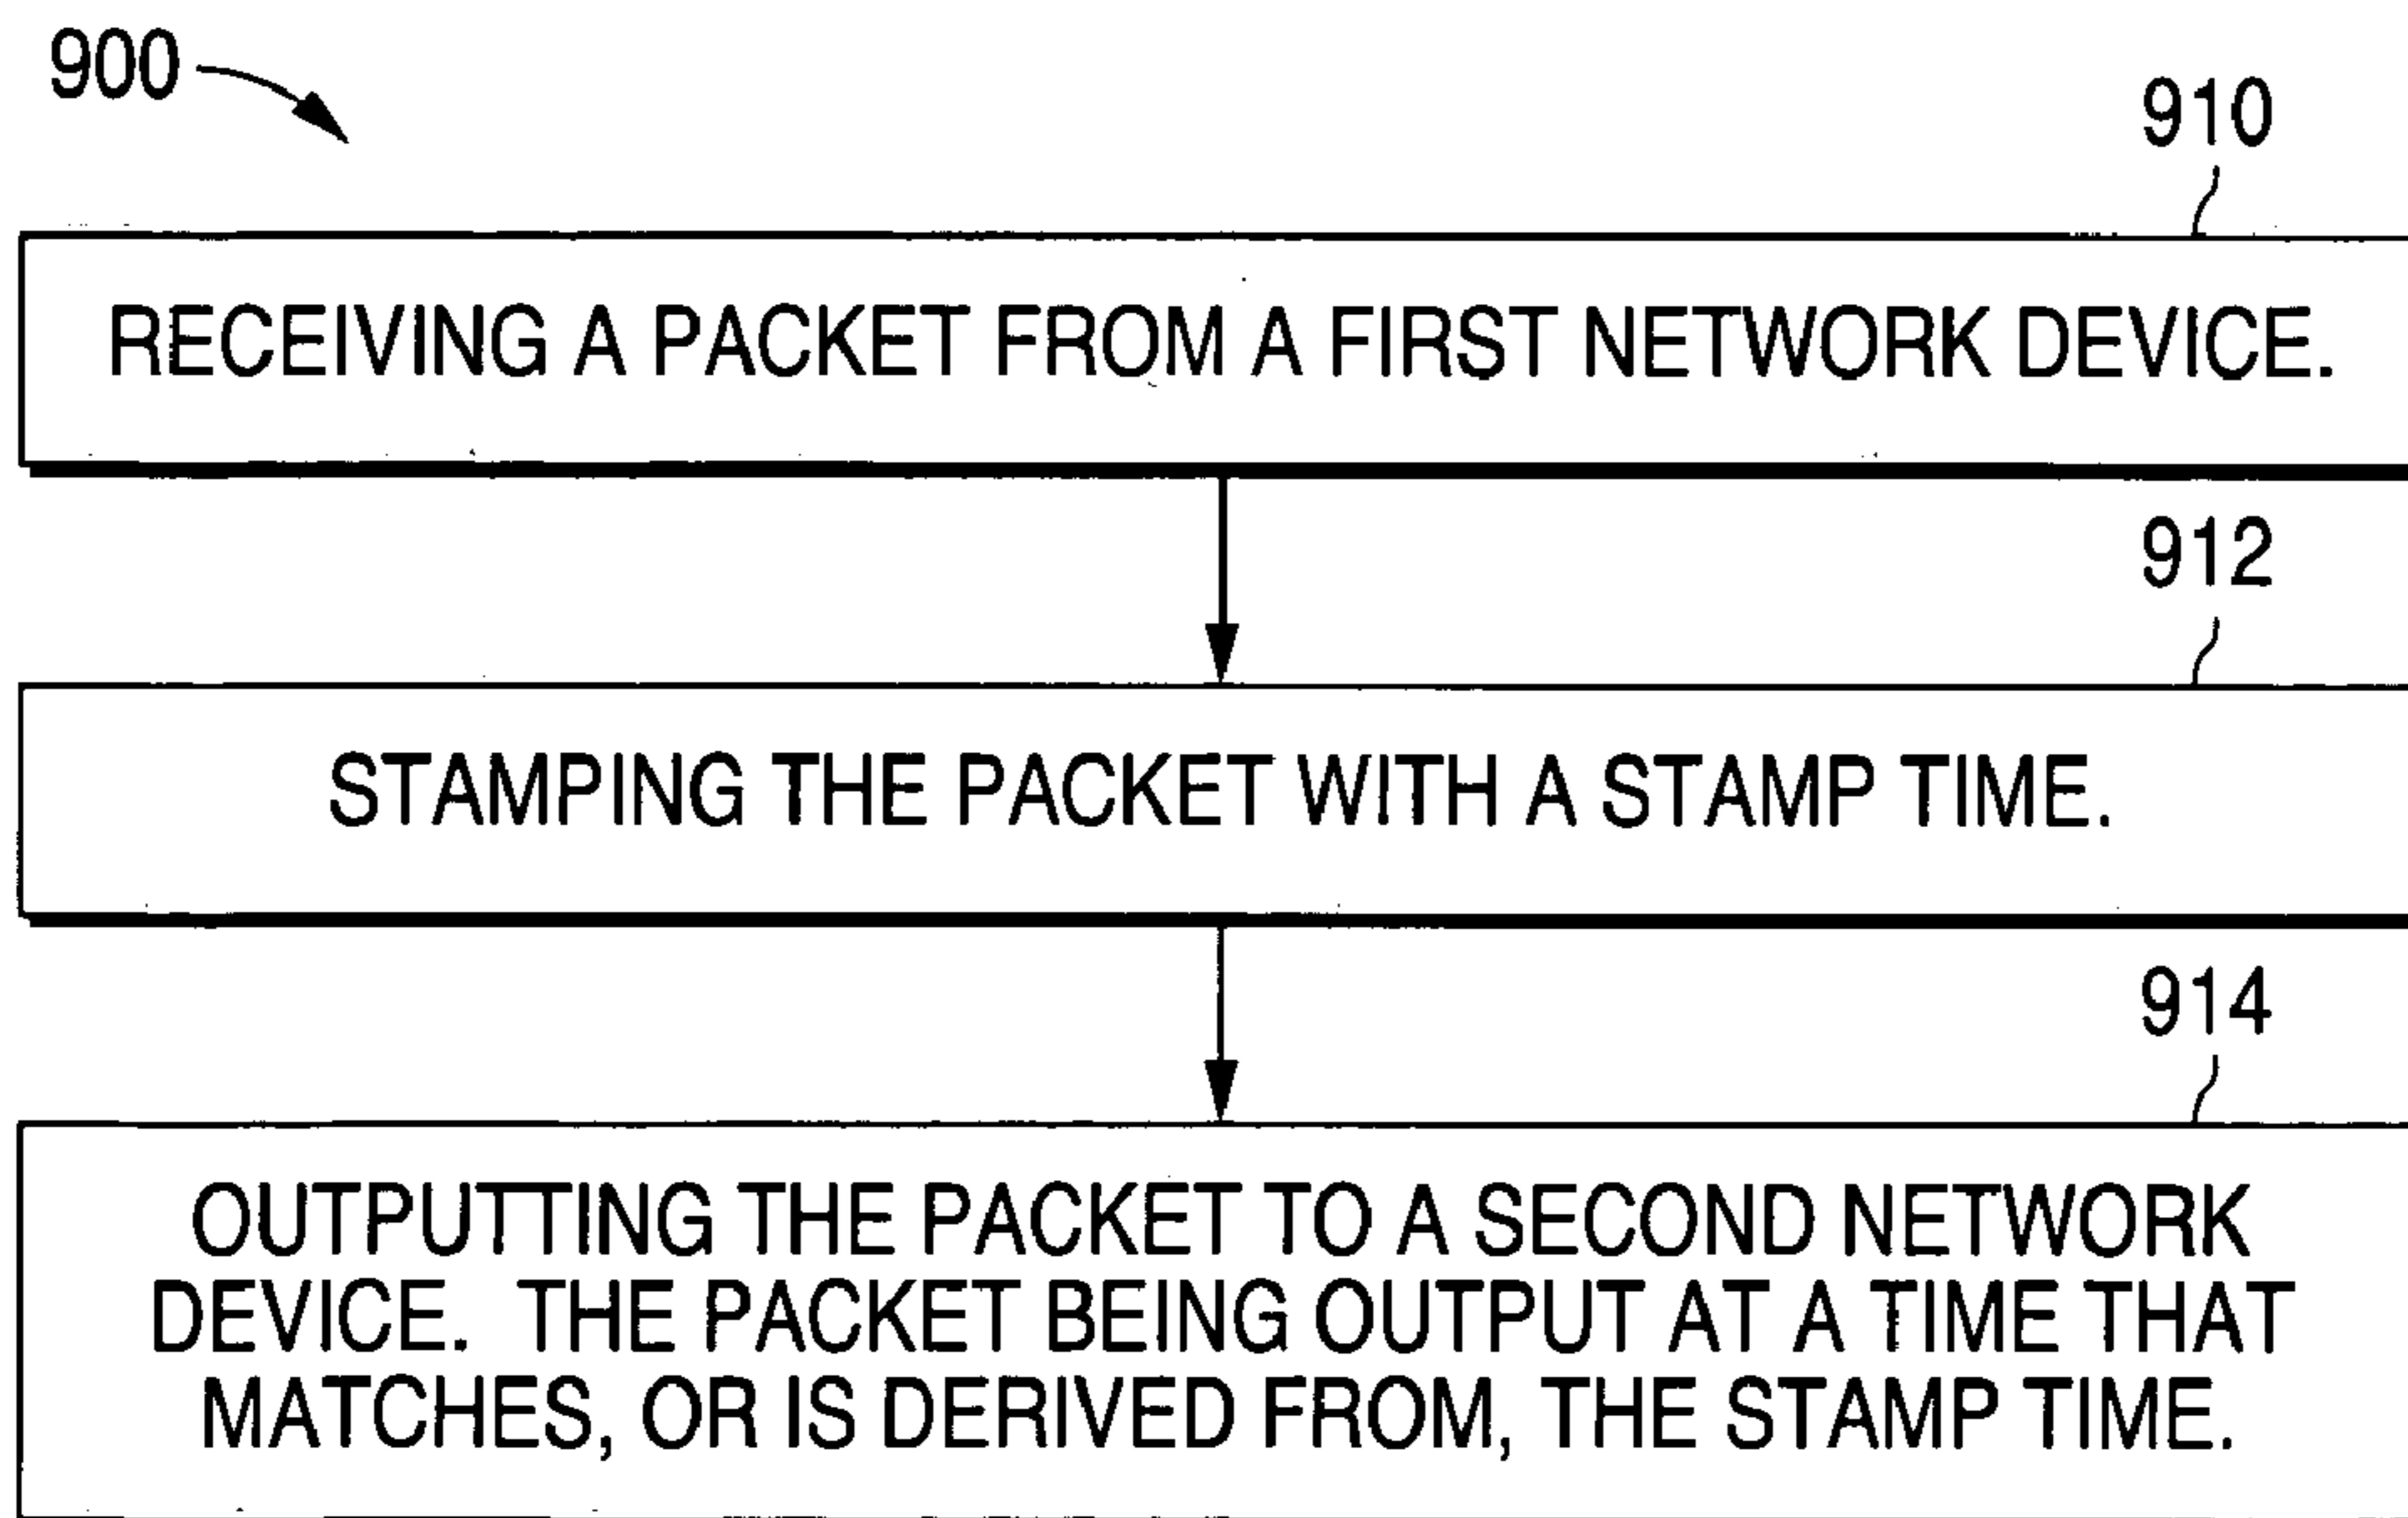 900
910
RECEIVING A PACKET FROM A FIRST NETWORK DEVICE.
912
STAMPING THE PACKET WITH A STAMP TIME.
914
OUTPUTTING THE PACKET TO A SECOND NETWORK
DEVICE. THE PACKET BEING OUTPUT AT A TIME THAT
MATCHES, OR IS DERIVED FROM, THE STAMP TIME.